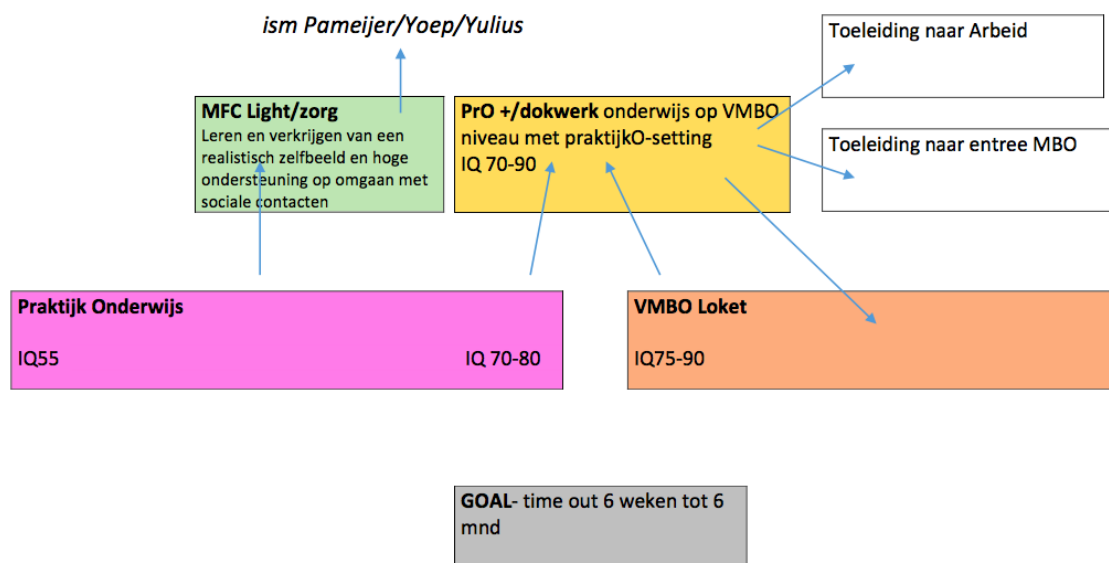 ism Pameijer/Yoep/Yulius
Toeleiding naar Arbeid
MFC Light/zorg
Leren en verkrijgen van een
realistisch zelfbeeld en hoge
ondersteuning op omgaan met
sociale contacten
PrO +/dokwerk onderwijs op VMBO
niveau met praktijkO-setting
IQ 70-90
Toeleiding naar entree MBO
Praktijk Onderwijs
IQ55 IQ 70-80
VMBO Loket
IQ75-90
GOAL- time out 6 weken tot 6
mnd